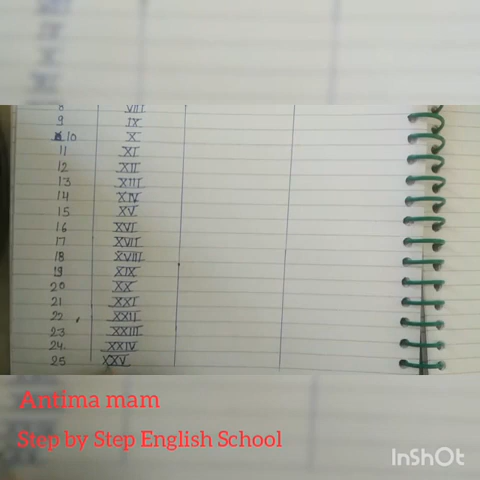 8 VIII
9 IX
10 X
11 XI
12 XII
13 XIII
14 XIV
15 XV
16 XVI
17 XVII
18 XVIII
19 XIX
20 XX
21 XXI
22 XXII
23 XXIII
24 XXIV
25 XXV
Antima mam
Step by Step English School
InShOt